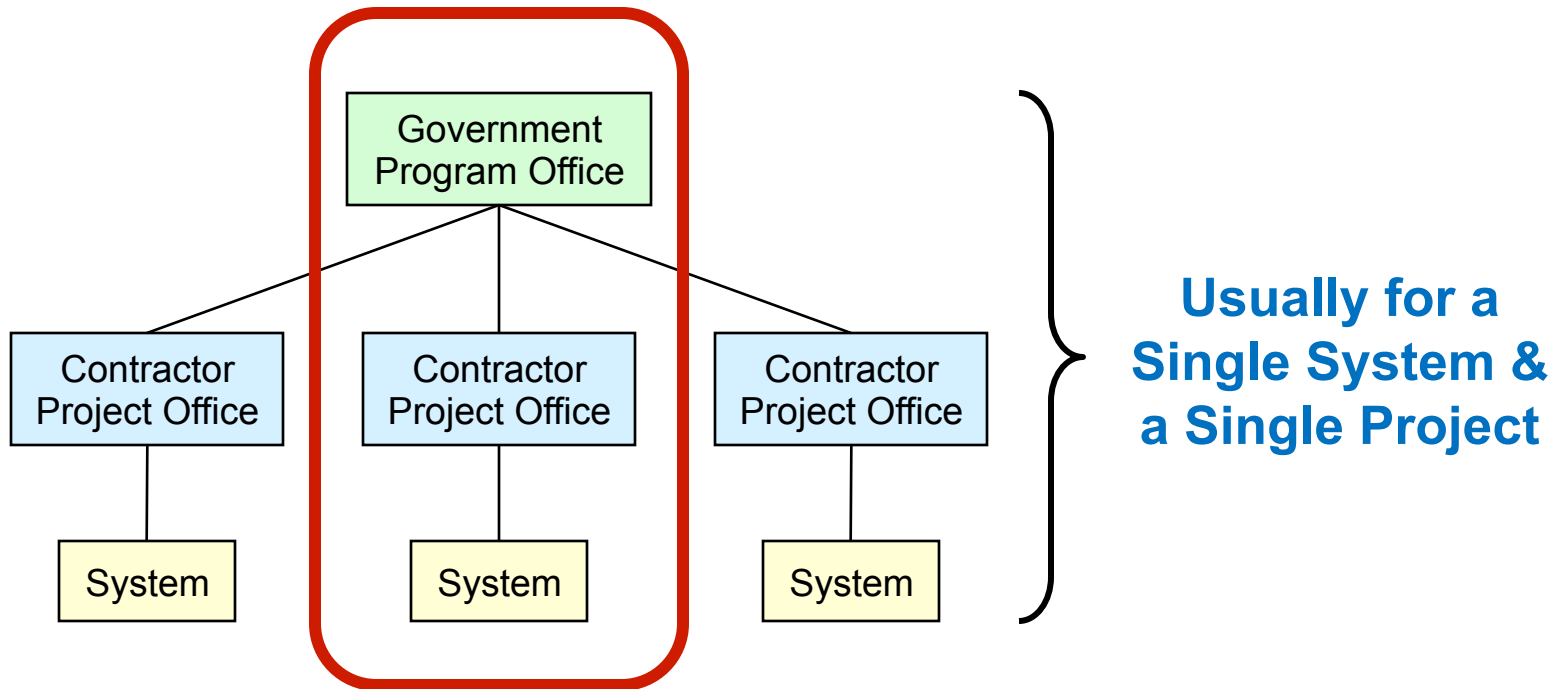 Government
Program Office
Contractor
Project Office
Contractor
Project Office
Contractor
Project Office
System
System
System
Usually for a
Single System &
a Single Project